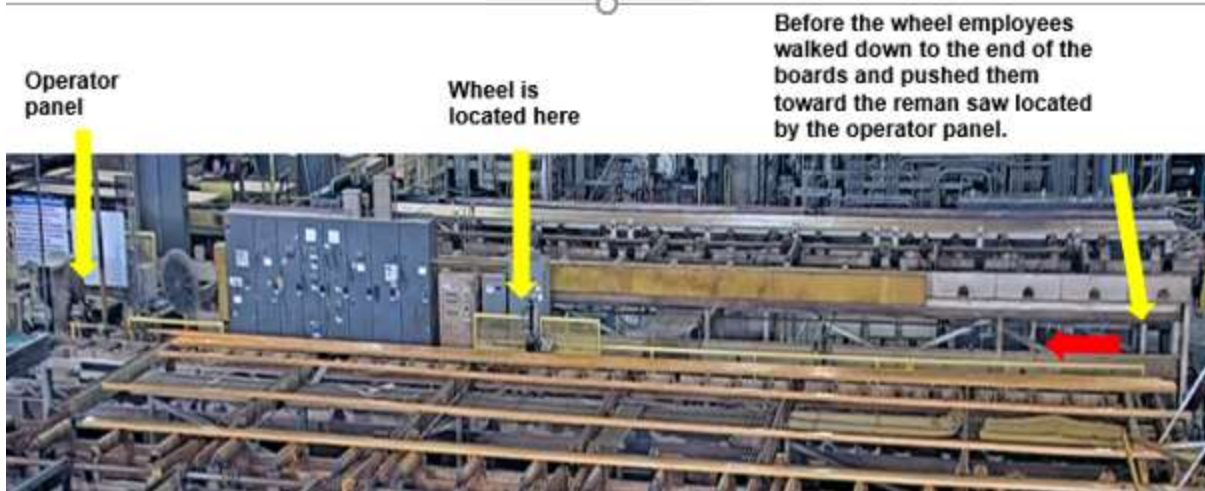 Operator
panel
Wheel is
located here
Before the wheel employees
walked down to the end of the
boards and pushed them
toward the reman saw located
by the operator panel.